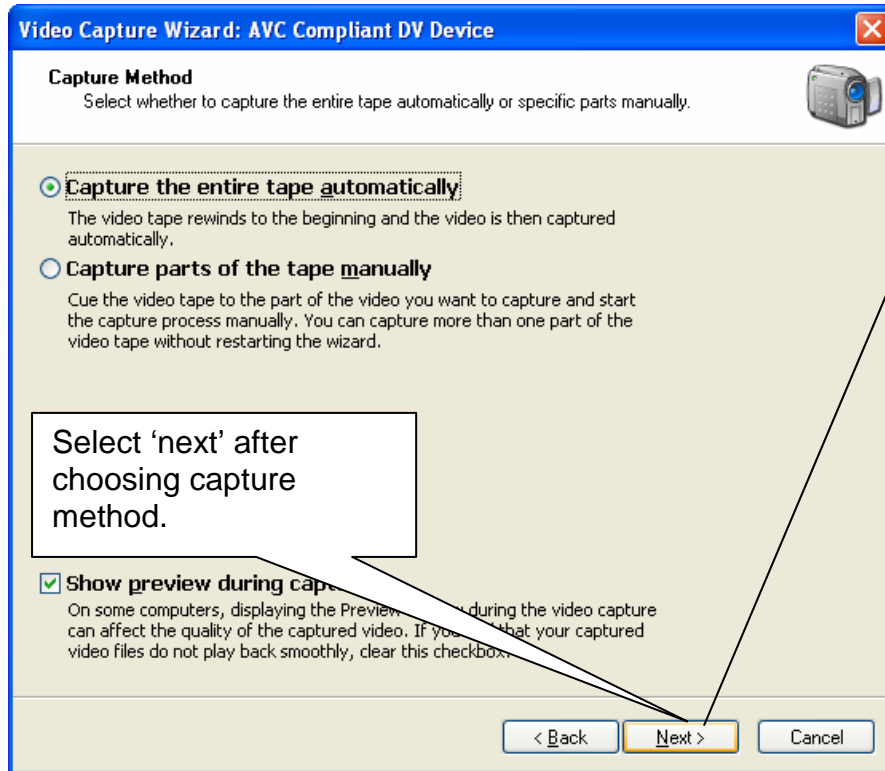 Video Capture Wizard: AVC Compliant DV Device
Capture Method
Select whether to capture the entire tape automatically or specific parts manually.
Capture the entire tape automatically
The video tape rewinds to the beginning and the video is then captured
automatically.
Capture parts of the tape manually
Cue the video tape to the part of the video you want to capture and start
the capture process manually. You can capture more than one part of the
video tape without restarting the wizard.
Select ‘next’ after
choosing capture
method.
Show preview during
On some computers, displaying the Preview during the video capture
can affect the quality of the captured video. If that your captured
video files do not play back smoothly, clear this checkbox.
< Back Next > Cancel